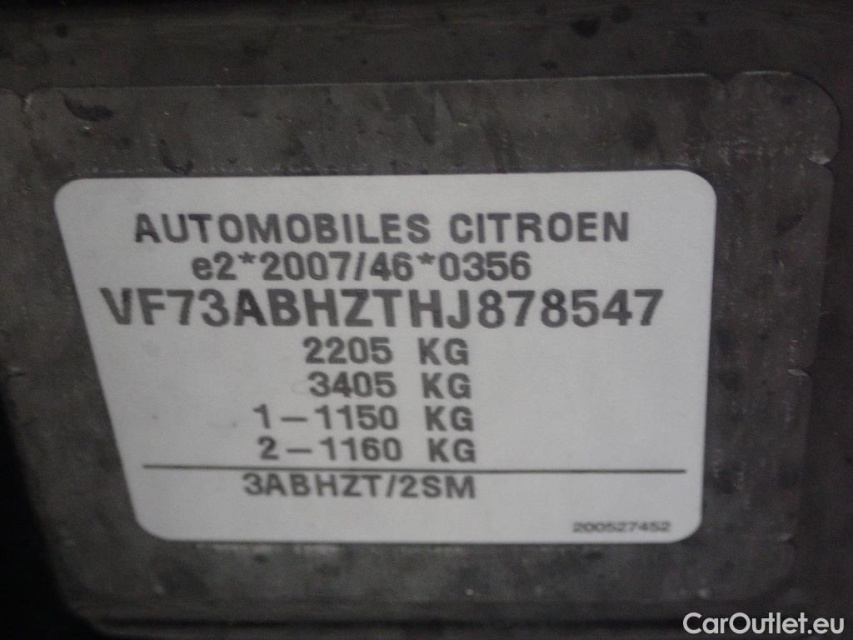 AUTOMOBILES CITROEN
e2*2007/46*0356
VF73ABHZTHJ878547
2205 KG
3405 KG
1-1150 KG
2-1160 KG
3ABHZT/2SM
200527452
CarOutlet.eu